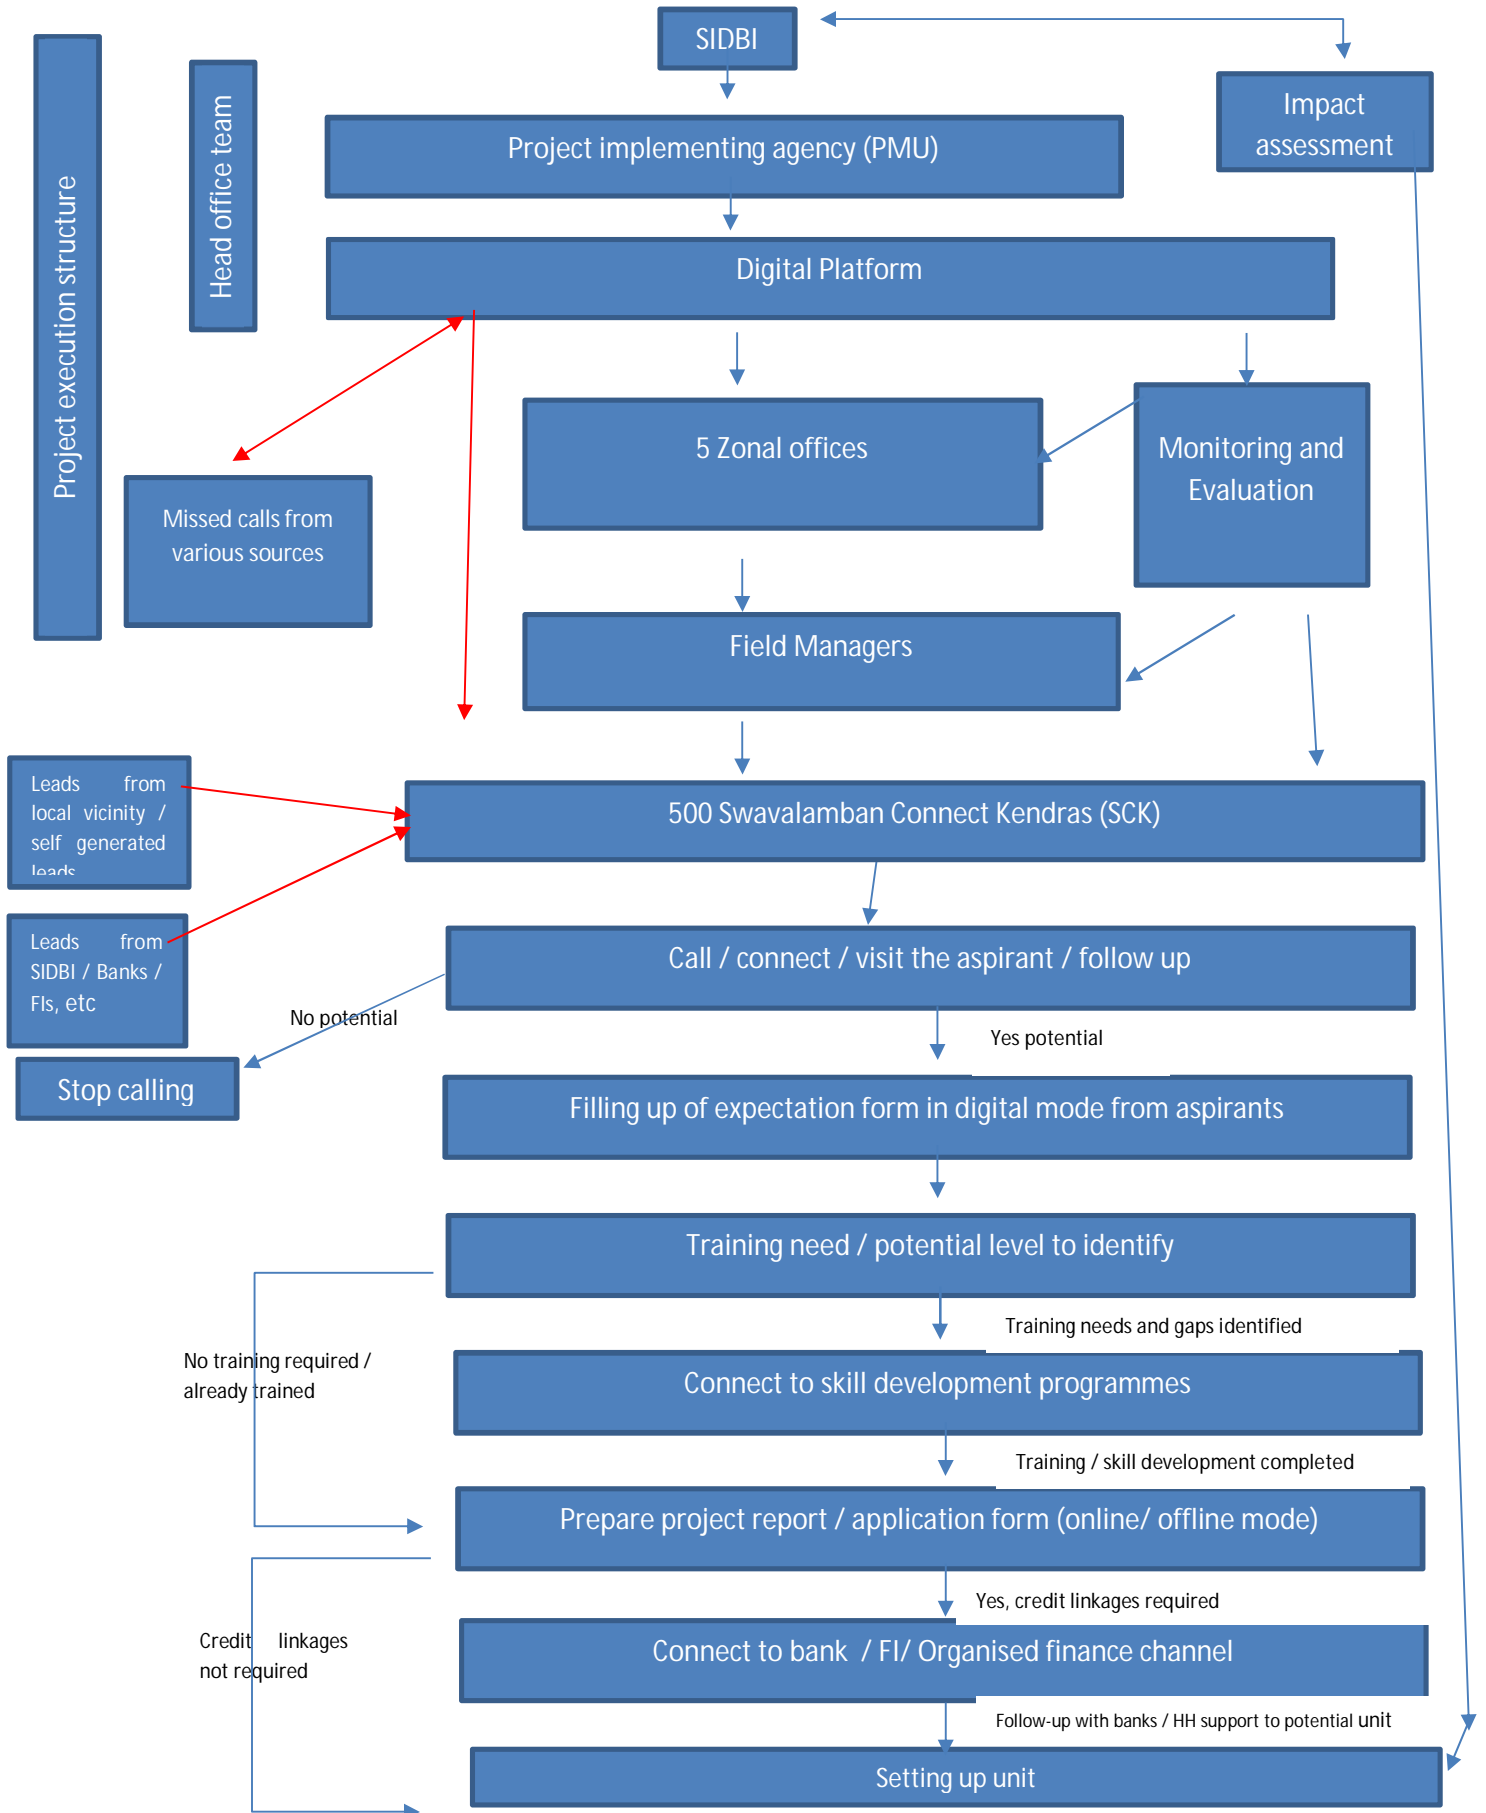 SIDBI
Impact
assessment
Project execution structure
Head office team
Project implementing agency (PMU)
Digital Platform
5 Zonal offices
Monitoring and
Evaluation
Missed calls from
various sources
Field Managers
Leads from
local vicinity /
self generated
leads
500 Swavalamban Connect Kendras (SCK)
Leads from
SIDBI / Banks /
FIs, etc
Call / connect / visit the aspirant / follow up
No potential
Yes potential
Stop calling
Filling up of expectation form in digital mode from aspirants
Training need / potential level to identify
Training needs and gaps identified
No training required /
already trained
Connect to skill development programmes
Training / skill development completed
Prepare project report / application form (online/ offline mode)
Yes, credit linkages required
Credit linkages
not required
Connect to bank / FI/ Organised finance channel
Follow-up with banks / HH support to potential unit
Setting up unit